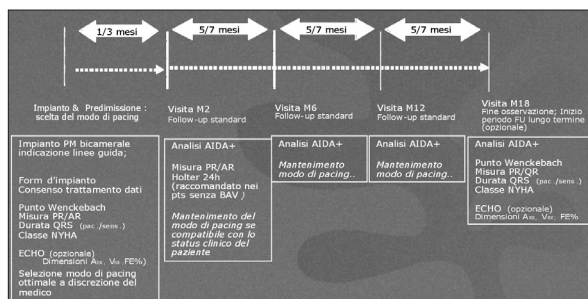 1/3 mesi
5/7 mesi
5/7 mesi
5/7 mesi
Impianto & Predimissione :
scelta del modo di pacing
Visita M2
Follow-up standard
Visita M6
Follow-up standard
Visita M12
Follow-up standard
Visita M18
Fine osservazione; Inizio
periodo FU lungo termine
(opzionale)
Impianto PM bicamerale
indicazione linee guida;
Form d'impianto
Consenso trattamento dati
Punto Wenckebach
Misura PR/AR
Durata QRS (pac./sens.)
Classe NYHA
ECHO (opzionale)
Dimensioni Asx, Vsx ;FE%)
Selezione modo di pacing
ottimale a discrezione del
medico
Analisi AIDA+
Misura PR/AR
Holter 24h
(raccomandato nei
pts senza BAV )
Mantenimento del
modo di pacing se
compatibile con lo
status clinico del
paziente
Analisi AIDA+
Mantenimento
modo di pacing..
Analisi AIDA+
Mantenimento
modo di pacing..
Analisi AIDA+
Punto Wenckebach
Misura PR/QR
Durata QRS (pac./sens.)
Classe NYHA
ECHO (opzionale)
Dimensioni Asx, Vsx; FE%